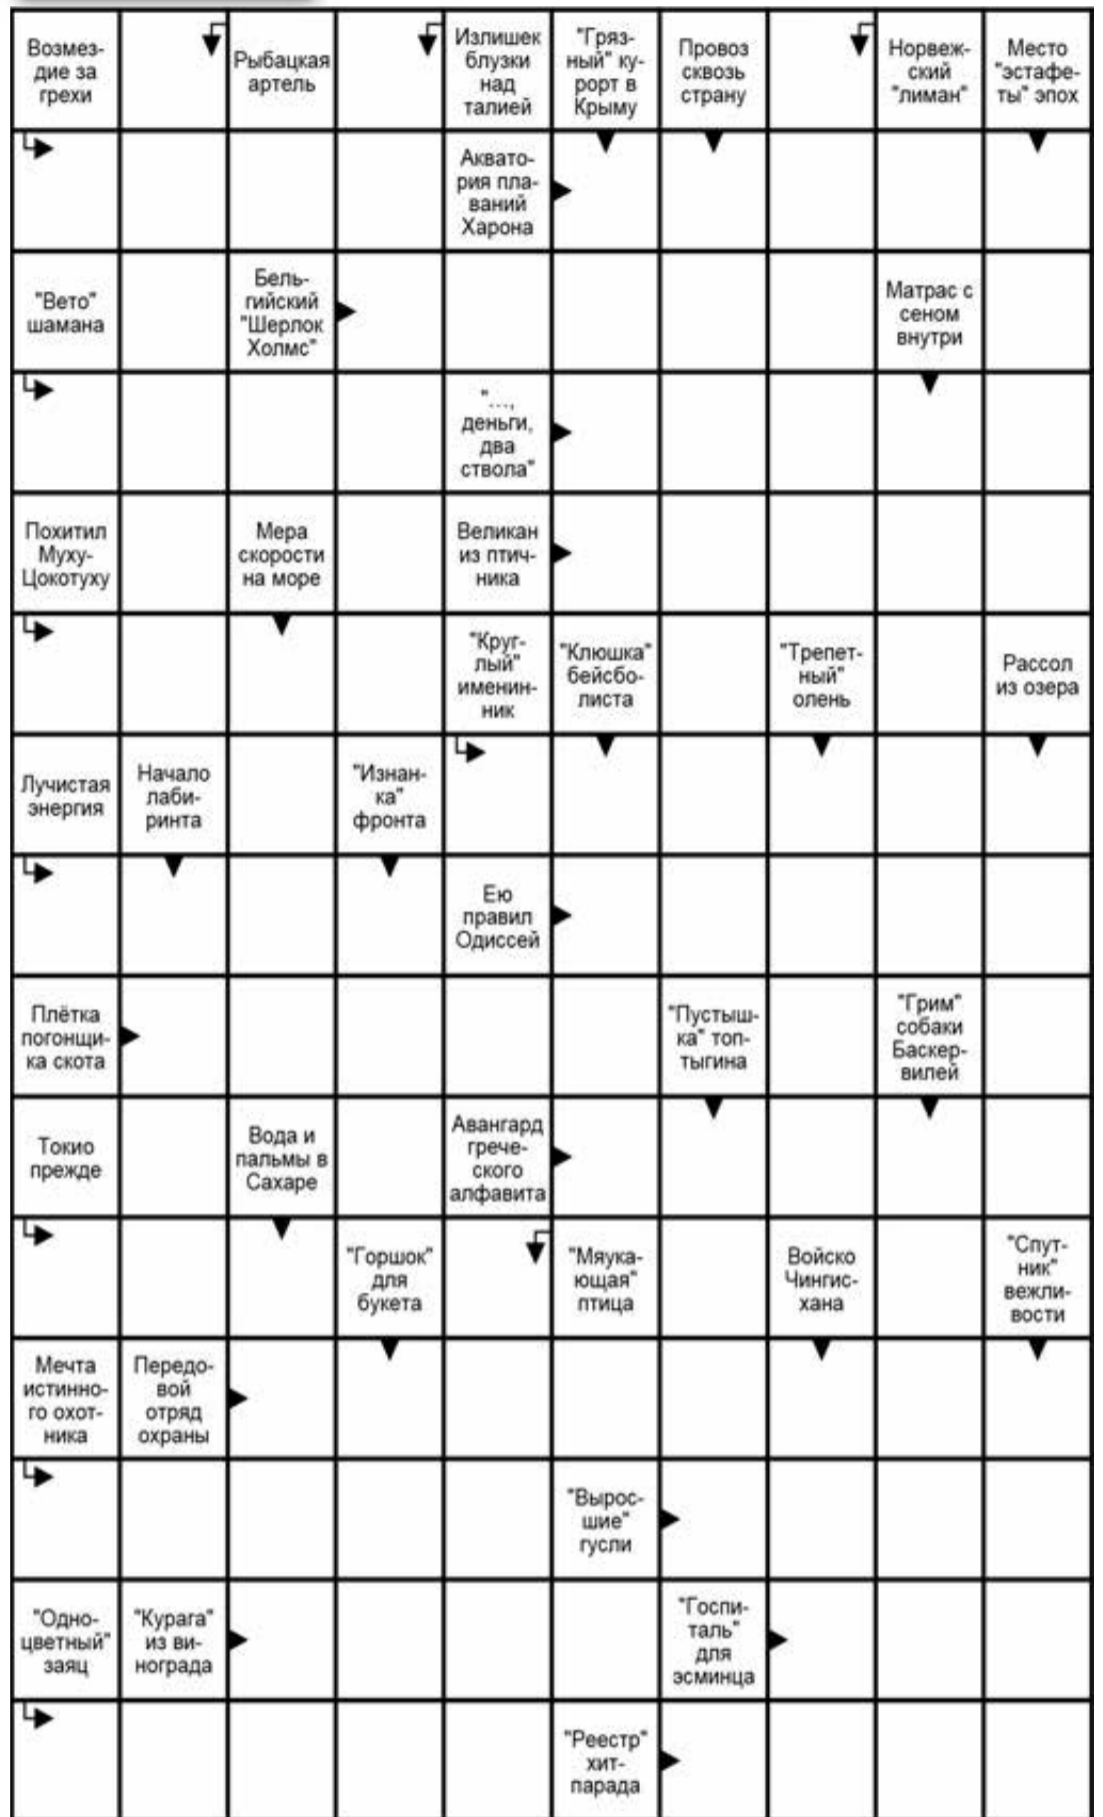 Возмез-
дие за
грехи
Рыбацкая
артель
Излишек
блузки
над
талией
"Гряз-
ный" ку-
рорт в
Крыму
Провоз
сквозь
страну
Норвеж-
ский
"лиман"
Место
"эстафе-
ты" эпох
Аквато-
рия пла-
ваний
Харона
"Вето"
шамана
Бель-
гийский
"Шерлок
Холмс"
Матрас с
сеном
внутри
"...,
деньги,
два
ствола"
Похитил
Муху-
Цокотуху
Мера
скорости
на море
Великан
из птич-
ника
"Круг-
лый"
именин-
ник
"Клюшка"
бейсбо-
листа
"Трепет-
ный"
олень
Рассол
из озера
Лучистая
энергия
Начало
лаби-
ринта
"Изнан-
ка"
фронта
Ею
правил
Одиссей
Плётка
погонщи-
ка скота
"Пустыш-
ка" топ-
тыгина
"Грим"
собаки
Баскер-
вилей
Токио
прежде
Вода и
пальмы в
Сахаре
Авангард
грече-
ского
алфавита
"Горшок"
для
букета
"Мяука-
ющая"
птица
Войско
Чингис-
хана
"Спут-
ник"
вежли-
вости
Мечта
истинно-
го охот-
ника
Передо-
вой
отряд
охраны
"Вырос-
шие"
гусли
"Одно-
цветный"
заяц
"Курага"
из ви-
нограда
"Госпи-
таль"
для
эсминца
"Реестр"
хит-
парада